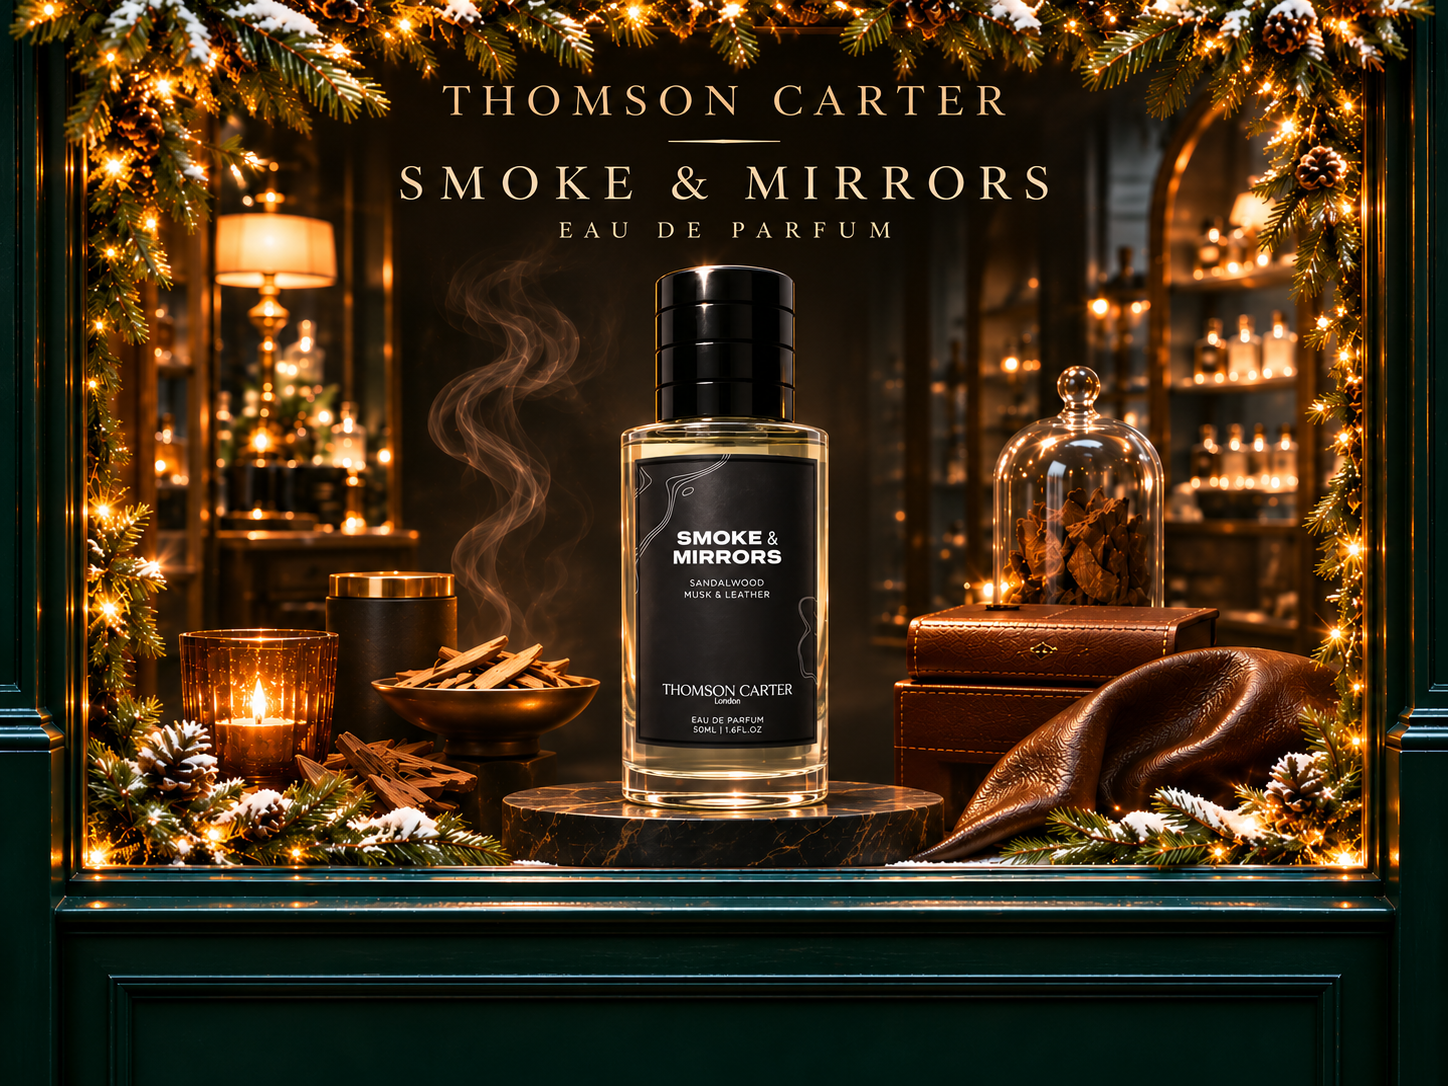 THOMSON CARTER
SMOKE & MIRRORS
EAU DE PARFUM
SMOKE &
MIRRORS
SANDALWOOD
MUSK & LEATHER
THOMSON CARTER
London
EAU DE PARFUM
50ML | 1.6FL.OZ